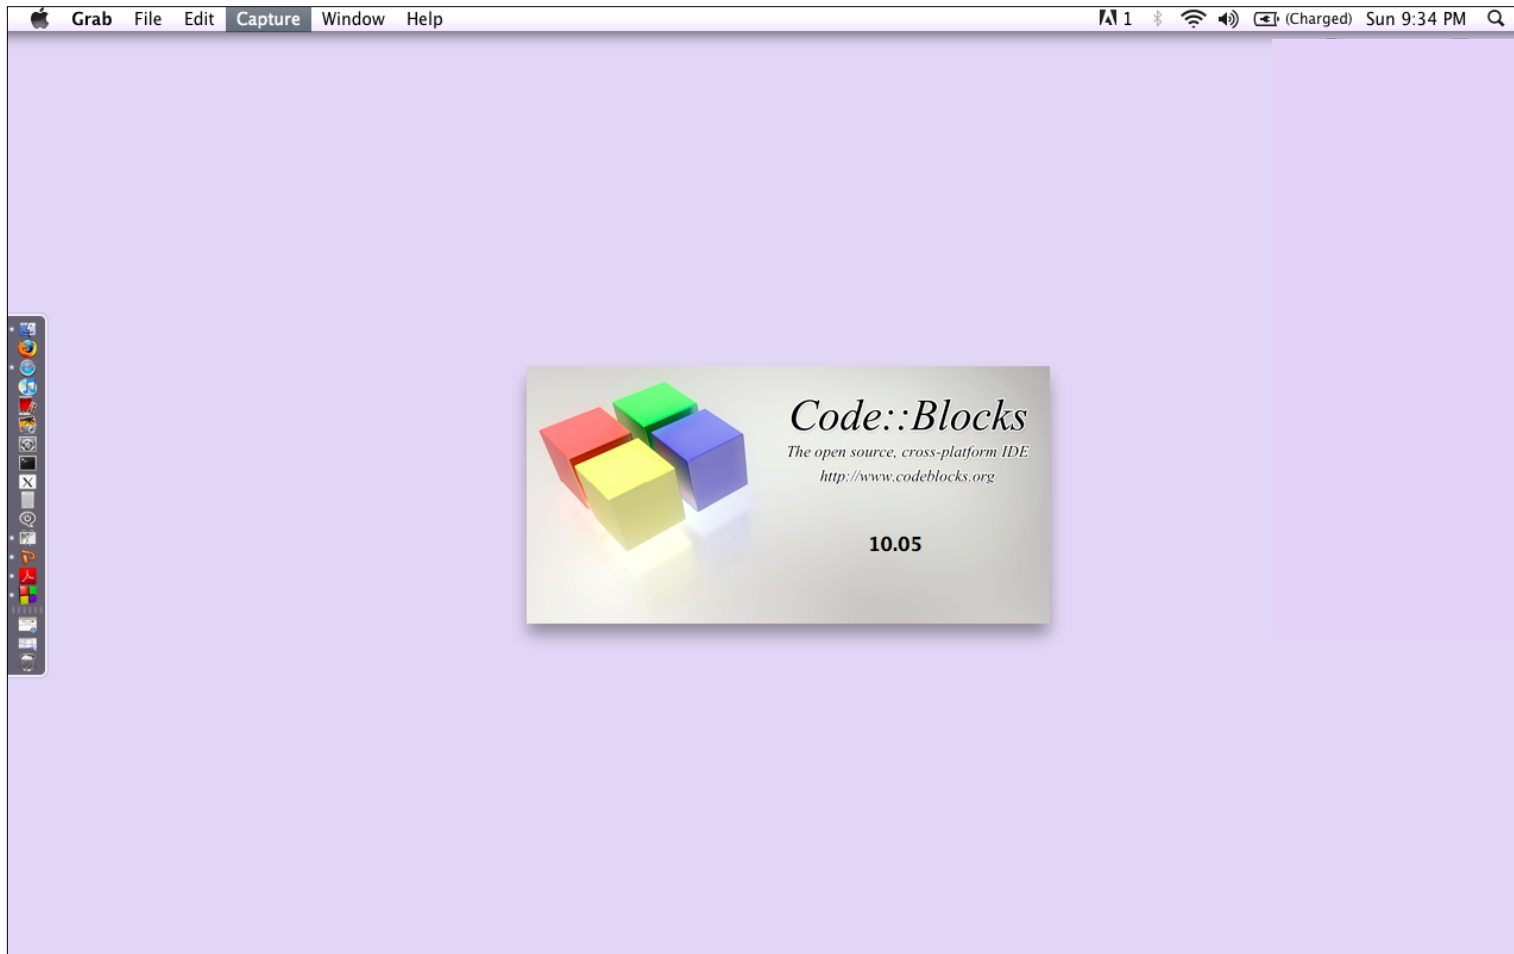 Grab File Edit Capture Window Help
1 (Charged) Sun 9:34 PM
Code::Blocks
The open source, cross-platform IDE
http://www.codeblocks.org
10.05